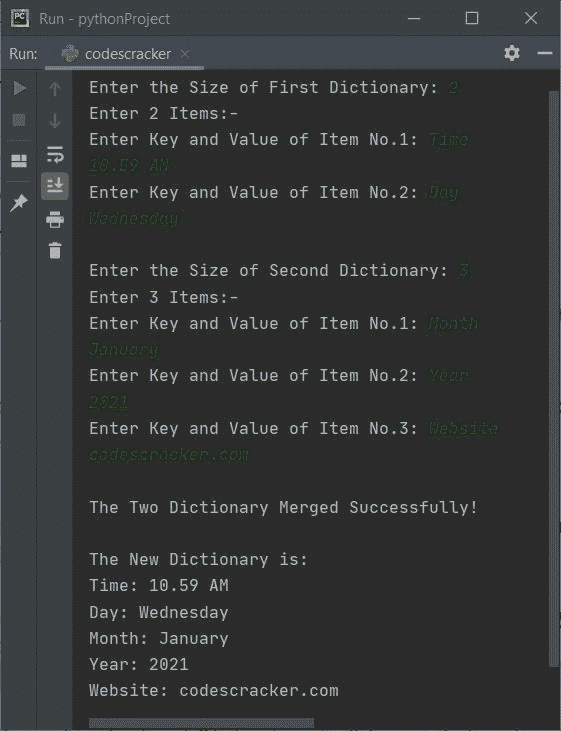 PC Run - pythonProject
Run: codescracker
Enter the Size of First Dictionary: 2
Enter 2 Items:-
Enter Key and Value of Item No.1: Time
10.59 AM
Enter Key and Value of Item No.2: Day
Wednesday

Enter the Size of Second Dictionary: 3
Enter 3 Items:-
Enter Key and Value of Item No.1: Month
January
Enter Key and Value of Item No.2: Year
2021
Enter Key and Value of Item No.3: Website
codescracker.com

The Two Dictionary Merged Successfully!

The New Dictionary is:
Time: 10.59 AM
Day: Wednesday
Month: January
Year: 2021
Website: codescracker.com